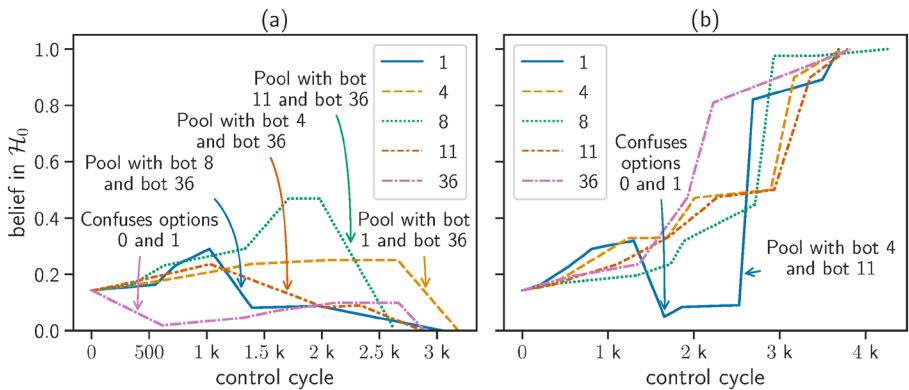 (a)
belief in H₀
1.0
0.8
0.6
0.4
0.2
0.0
Pool with bot
11 and bot 36
Pool with bot 4
and bot 36
Pool with bot 8
and bot 36
Confuses options
0 and 1
Pool with bot
1 and bot 36
1
4
8
11
36
0
500
1 k
1.5 k
2 k
2.5 k
3 k
control cycle
(b)
1
4
8
11
36
Confuses
options
0 and 1
Pool with bot 4
and bot 11
0
1 k
2 k
3 k
4 k
control cycle